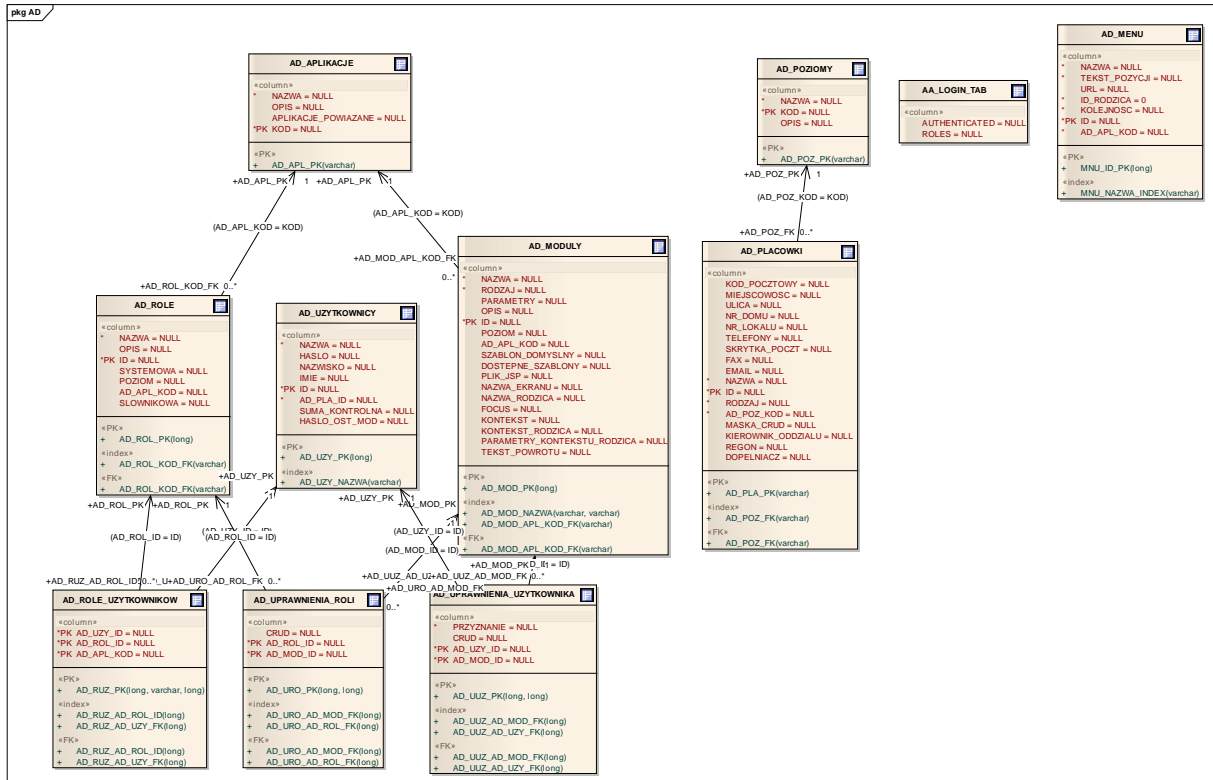 pkg AD
AD_APLIKACJE
«column»
* NAZWA = NULL
OPIS = NULL
APLIKACJE_POWIAZANE = NULL
*PK KOD = NULL
«PK»
+ AD_APL_PK(varchar)
AD_POZIOMY
«column»
* NAZWA = NULL
*PK KOD = NULL
OPIS = NULL
«PK»
+ AD_POZ_PK(varchar)
AA_LOGIN_TAB
«column»
AUTHENTICATED = NULL
ROLES = NULL
AD_MENU
«column»
* NAZWA = NULL
* TEKST_POZYCJI = NULL
URL = NULL
* ID_RODZICA = 0
* KOLEJNOSC = NULL
*PK ID = NULL
* AD_APL_KOD = NULL
«PK»
+ MNU_ID_PK(long)
«index»
+ MNU_NAZWA_INDEX(varchar)
+AD_APL_PK 1
+AD_APL_PK 1
(AD_APL_KOD = KOD)
(AD_APL_KOD = KOD)
+AD_ROL_KOD_FK 0..*
+AD_MOD_APL_KOD_FK
0..*
+AD_POZ_PK 1
(AD_POZ_KOD = KOD)
+AD_POZ_FK 0..*
AD_ROLE
«column»
* NAZWA = NULL
OPIS = NULL
*PK ID = NULL
SYSTEMOWA = NULL
POZIOM = NULL
AD_APL_KOD = NULL
SLOWNIKOWA = NULL
«PK»
+ AD_ROL_PK(long)
«index»
+ AD_ROL_KOD_FK(varchar)
«FK»
+ AD_ROL_KOD_FK(varchar)
AD_UZYTKOWNICY
«column»
* NAZWA = NULL
HASLO = NULL
NAZWISKO = NULL
IMIE = NULL
*PK ID = NULL
* AD_PLA_ID = NULL
SUMA_KONTROLNA = NULL
HASLO_OST_MOD = NULL
«PK»
+ AD_UZY_PK(long)
«index»
+ AD_UZY_NAZWA(varchar)
AD_MODULY
«column»
* NAZWA = NULL
* RODZAJ = NULL
PARAMETRY = NULL
OPIS = NULL
*PK ID = NULL
POZIOM = NULL
AD_APL_KOD = NULL
SZABLON_DOMYSLNY = NULL
DOSTEPNE_SZABLONY = NULL
PLIK_JSP = NULL
NAZWA_EKRANU = NULL
NAZWA_RODZICA = NULL
FOCUS = NULL
KONTEKST = NULL
KONTEKST_RODZICA = NULL
PARAMETRY_KONTEKSTU_RODZICA = NULL
TEKST_POWROTU = NULL
«PK»
+ AD_MOD_PK(long)
«index»
+ AD_MOD_NAZWA(varchar, varchar)
+ AD_MOD_APL_KOD_FK(varchar)
«FK»
+ AD_MOD_APL_KOD_FK(varchar)
AD_PLACOWKI
«column»
KOD_POCZTOWY = NULL
MIEJSCOWOSC = NULL
ULICA = NULL
NR_DOMU = NULL
NR_LOKALU = NULL
TELEFONY = NULL
SKRYTKA_POCZT = NULL
FAX = NULL
EMAIL = NULL
* NAZWA = NULL
*PK ID = NULL
* RODZAJ = NULL
* AD_POZ_KOD = NULL
MASKA_CRUD = NULL
KIEROWNIK_ODDZIALU = NULL
REGON = NULL
DOPELNIACZ = NULL
«PK»
+ AD_PLA_PK(varchar)
«index»
+ AD_POZ_FK(varchar)
«FK»
+ AD_POZ_FK(varchar)
+AD_UZY_PK
+AD_ROL_PK
+AD_ROL_PK 1
+AD_UZY_PK 1
+AD_MOD_PK
1
(AD_ROL_ID = ID)
(AD_ROL_ID = ID)
(AD_UZY_ID = ID)
(AD_MOD_ID = ID)
+AD_MOD_PK 1
+AD_RUZ_AD_ROL_ID 0..*
+AD_URO_AD_ROL_FK 0..*
+AD_UUZ_AD_MOD_FK 0..*
+AD_URO_AD_MOD_FK
0..*
AD_ROLE_UZYTKOWNIKOW
«column»
*PK AD_UZY_ID = NULL
*PK AD_ROL_ID = NULL
*PK AD_APL_KOD = NULL
«PK»
+ AD_RUZ_PK(long, varchar, long)
«index»
+ AD_RUZ_AD_ROL_ID(long)
+ AD_RUZ_AD_UZY_FK(long)
«FK»
+ AD_RUZ_AD_ROL_ID(long)
+ AD_RUZ_AD_UZY_FK(long)
AD_UPRAWNIENIA_ROLI
«column»
CRUD = NULL
*PK AD_ROL_ID = NULL
*PK AD_MOD_ID = NULL
«PK»
+ AD_URO_PK(long, long)
«index»
+ AD_URO_AD_MOD_FK(long)
+ AD_URO_AD_ROL_FK(long)
«FK»
+ AD_URO_AD_MOD_FK(long)
+ AD_URO_AD_ROL_FK(long)
AD_UPRAWNIENIA_UZYTKOWNIKA
«column»
* PRZYZNANIE = NULL
CRUD = NULL
*PK AD_UZY_ID = NULL
*PK AD_MOD_ID = NULL
«PK»
+ AD_UUZ_PK(long, long)
«index»
+ AD_UUZ_AD_MOD_FK(long)
+ AD_UUZ_AD_UZY_FK(long)
«FK»
+ AD_UUZ_AD_MOD_FK(long)
+ AD_UUZ_AD_UZY_FK(long)